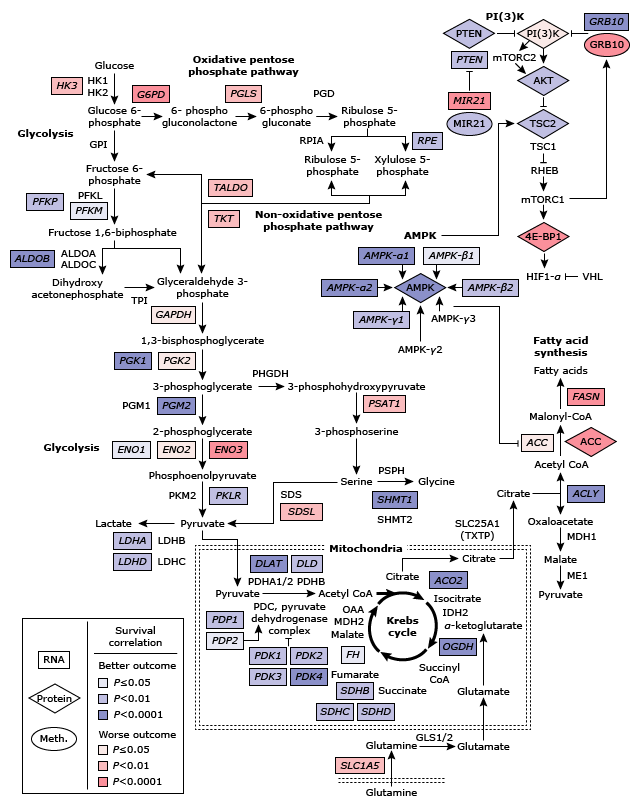 PI(3)K
PTEN
PI(3)K
GRB10
GRB10
PTEN
mTORC2
AKT
MIR21
MIR21
TSC2
TSC1
RHEB
mTORC1
4E-BP1
HIF1-α
VHL
Glucose
HK3
HK1
HK2
Oxidative pentose
phosphate pathway
G6PD
PGLS
PGD
Glucose 6-
phosphate
6- phospho
gluconolactone
6-phospho
gluconate
Ribulose 5-
phosphate
Glycolysis
GPI
RPIA
RPE
Ribulose 5-
phosphate
Xylulose 5-
phosphate
Fructose 6-
phosphate
TALDO
TKT
Non-oxidative pentose
phosphate pathway
PFKP
PFKL
PFKM
Fructose 1,6-biphosphate
ALDOB
ALDOA
ALDOC
Dihydroxy
acetonephosphate
TPI
Glyceraldehyde 3-
phosphate
AMPK
AMPK-α1
AMPK-β1
AMPK-α2
AMPK
AMPK-β2
AMPK-γ1
AMPK-γ3
AMPK-γ2
GAPDH
1,3-bisphosphoglycerate
PGK1
PGK2
PHGDH
3-phosphoglycerate
3-phosphohydroxypyruvate
PGM1
PGM2
PSAT1
2-phosphoglycerate
3-phosphoserine
Glycolysis
ENO1
ENO2
ENO3
Phosphoenolpyruvate
PKM2
PKLR
Serine
PSPH
Glycine
SHMT1
SHMT2
SDS
SDSL
Lactate
Pyruvate
LDHA
LDHB
LDHD
LDHC
Fatty acid
synthesis
Fatty acids
FASN
Malonyl-CoA
ACC
ACC
Acetyl CoA
Citrate
ACLY
Oxaloacetate
MDH1
Malate
ME1
Pyruvate
SLC25A1
(TXTP)
Mitochondria
DLAT
DLD
PDHA1/2 PDHB
Pyruvate
Acetyl CoA
Citrate
Citrate
ACO2
Isocitrate
IDH2
α-ketoglutarate
OGDH
Succinyl
CoA
Krebs
cycle
OAA
MDH2
Malate
FH
Fumarate
SDHB
Succinate
SDHC
SDHD
PDP1
PDP2
PDC, pyruvate
dehydrogenase
complex
PDK1
PDK2
PDK3
PDK4
Glutamate
GLS1/2
Glutamine
Glutamate
SLC1A5
Glutamine
Survival
correlation
RNA
Protein
Meth.
Better outcome
P≤0.05
P<0.01
P<0.0001
Worse outcome
P≤0.05
P<0.01
P<0.0001